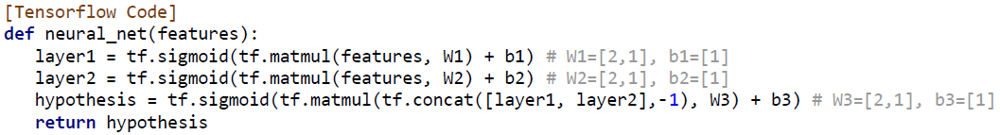 [Tensorflow Code]
def neural_net(features):
    layer1 = tf.sigmoid(tf.matmul(features, W1) + b1) # W1=[2,1], b1=[1]
    layer2 = tf.sigmoid(tf.matmul(features, W2) + b2) # W2=[2,1], b2=[1]
    hypothesis = tf.sigmoid(tf.matmul(tf.concat([layer1, layer2],-1), W3) + b3) # W3=[2,1], b3=[1]
    return hypothesis